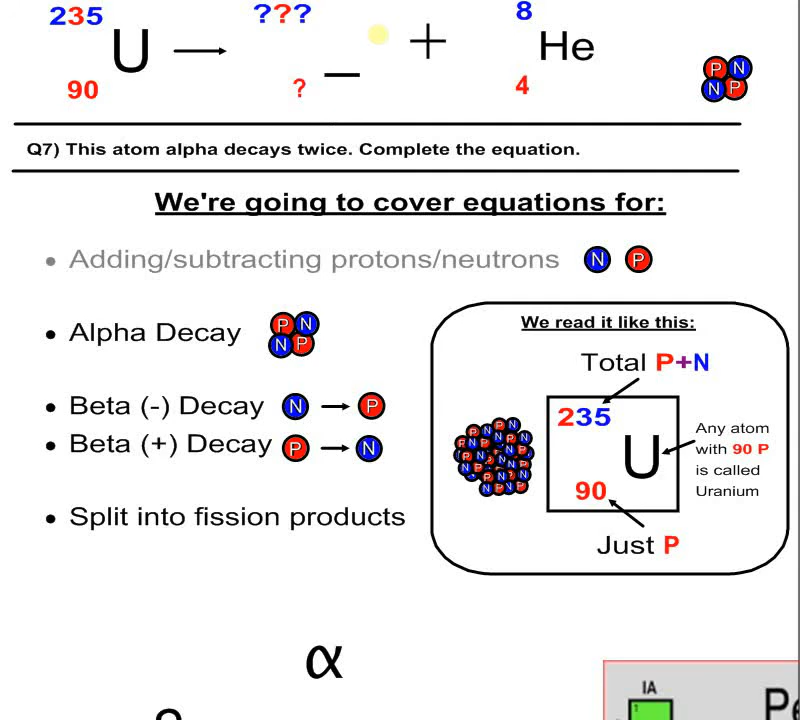 235 U → ??? _ + 8 He
90 ? 4
P N
N P
Q7) This atom alpha decays twice. Complete the equation.
We're going to cover equations for:
• Adding/subtracting protons/neutrons N P
• Alpha Decay P N N P
• Beta (-) Decay N → P
• Beta (+) Decay P → N
• Split into fission products
We read it like this:
Total P+N
235
U
90
Any atom
with 90 P
is called
Uranium
Just P
α
IA
1